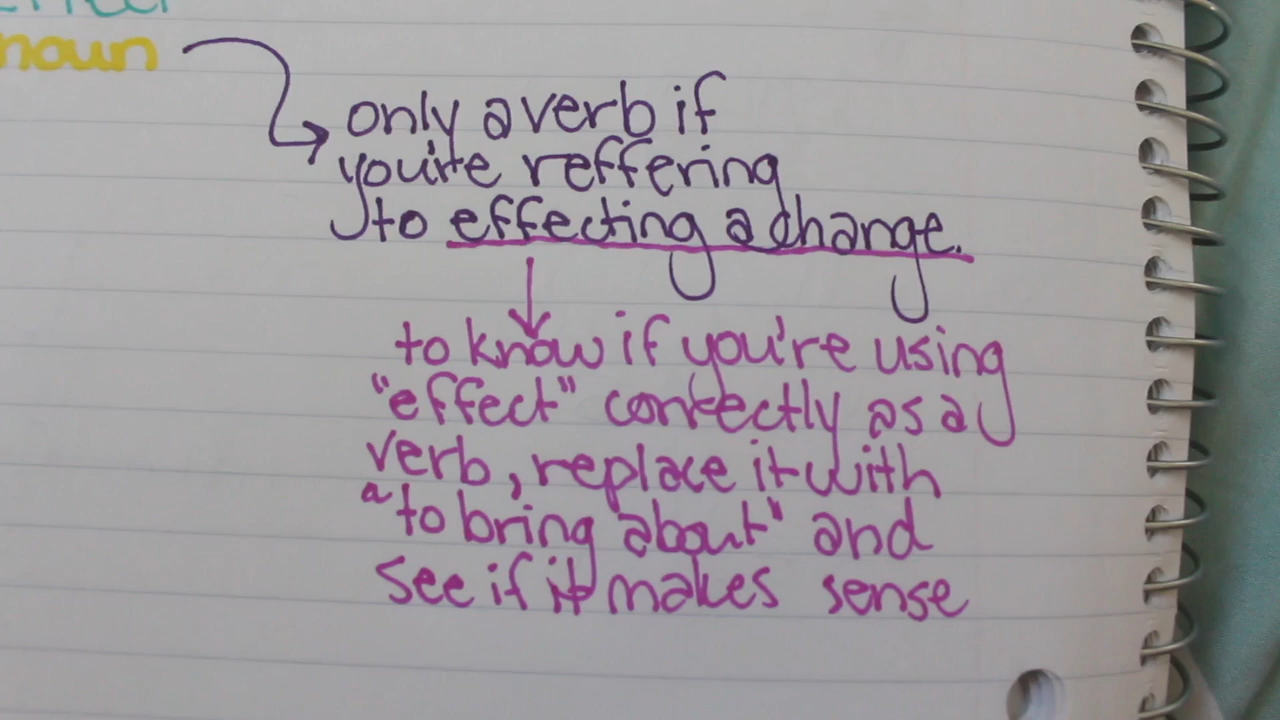 noun
only a verb if
you're reffering
to effecting a change.
to know if you're using
"effect" correctly as a
verb, replace it with
"to bring about" and
see if it makes sense